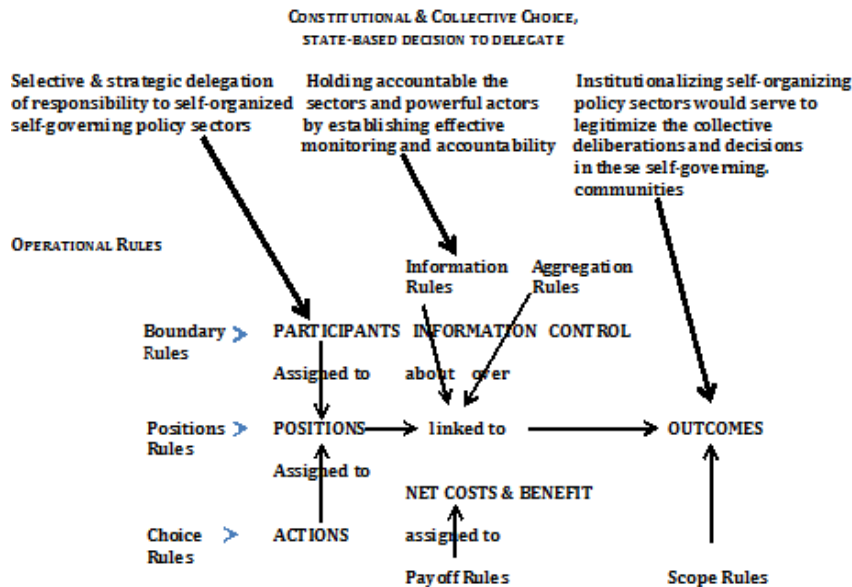 CONSTITUTIONAL & COLLECTIVE CHOICE,
STATE-BASED DECISION TO DELEGATE
Selective & strategic delegation
of responsibility to self-organized
self-governing policy sectors
Holding accountable the
sectors and powerful actors
by establishing effective
monitoring and accountability
Institutionalizing self-organizing
policy sectors would serve to
legitimize the collective
deliberations and decisions
in these self-governing.
communities
OPERATIONAL RULES
Information
Rules
Aggregation
Rules
Boundary
Rules
PARTICIPANTS INFORMATION CONTROL
Assigned to about over
Positions
Rules
POSITIONS linked to OUTCOMES
Assigned to
NET COSTS & BENEFIT
Choice
Rules
ACTIONS assigned to
Payoff Rules Scope Rules